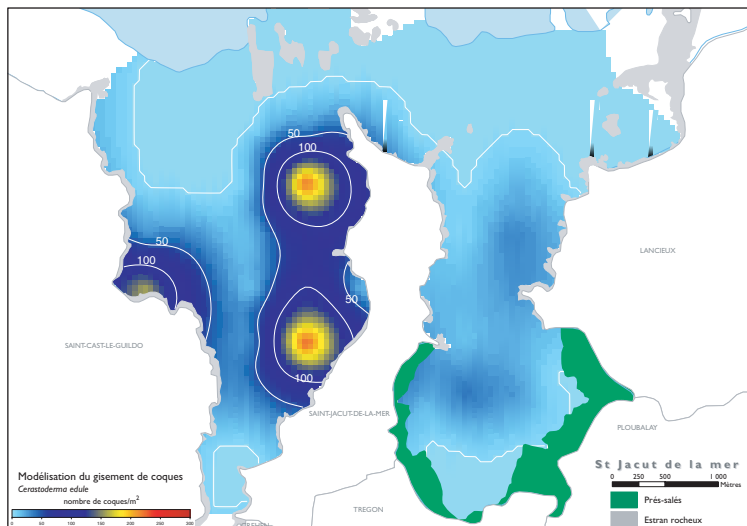 50
100
50
100
50
100
LANCIEUX
SAINT-CAST-LE-GUILDO
SAINT-JACUT-DE-LA-MER
PLOUBALAY
TREGON
Modélisation du gisement de coques
Cerastoderma edule
nombre de coques/m2
0 50 100 150 200 250 300
St Jacut de la mer
0 250 500 1 000
Mètres
Prés-salés
Estran rocheux